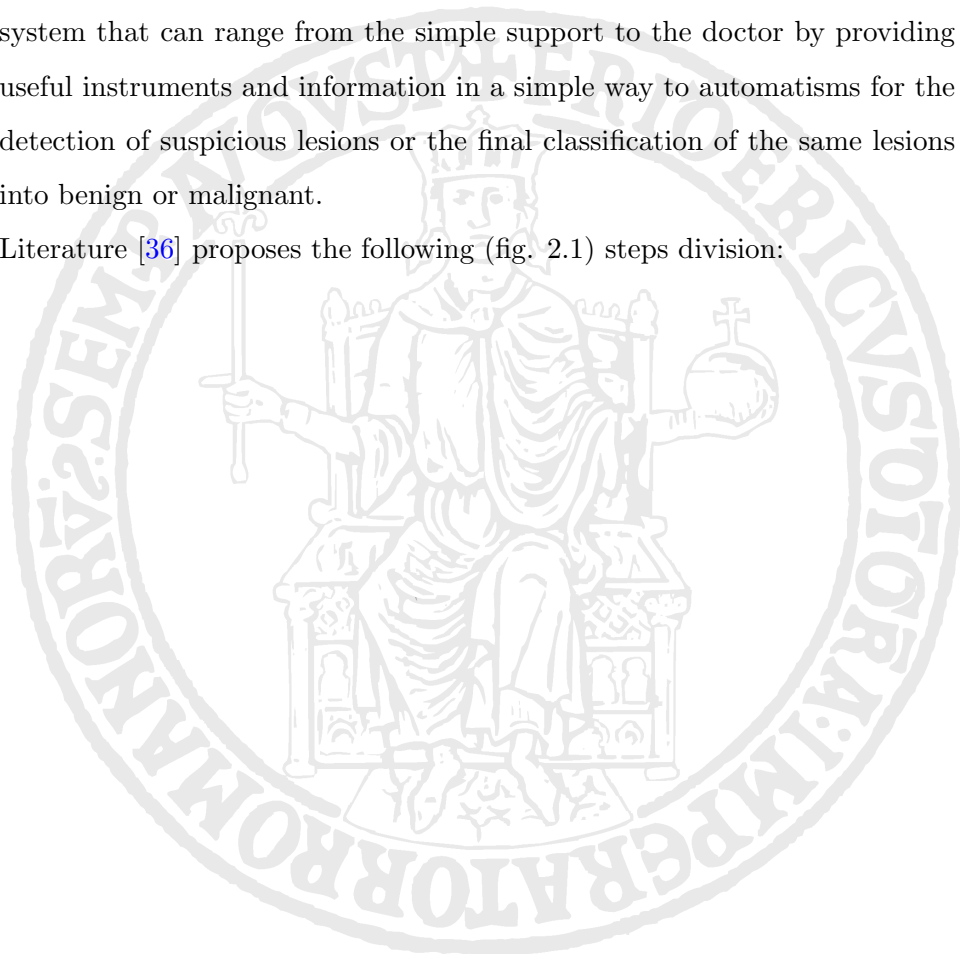 system that can range from the simple support to the doctor by providing
useful instruments and information in a simple way to automatisms for the
detection of suspicious lesions or the final classification of the same lesions
into benign or malignant.
Literature [36] proposes the following (fig. 2.1) steps division: